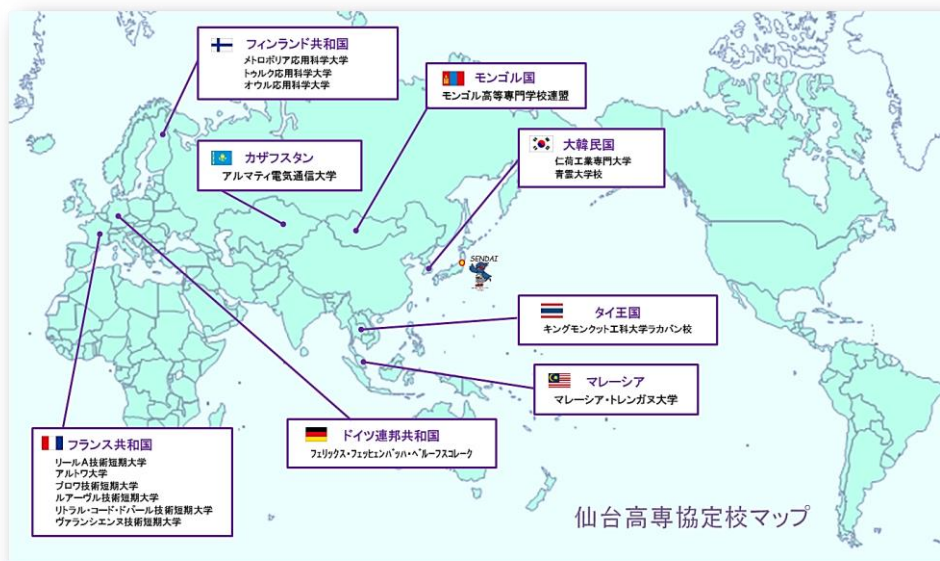 フィンランド共和国
メトロポリア応用科学大学
トゥルク応用科学大学
オウル応用科学大学
モンゴル国
モンゴル高等専門学校連盟
大韓民国
仁荷工業専門大学
青雲大学校
カザフスタン
アルマティ電気通信大学
SENDAI
タイ王国
キングモンクット工科大学ラカバン校
マレーシア
マレーシア・トレンガヌ大学
ドイツ連邦共和国
フェリックス・フェッヒェンバッハ・ベルーフスコレーク
フランス共和国
リールA技術短期大学
アルトワ大学
ブロワ技術短期大学
ルアーヴル技術短期大学
リトラル・コード・ドパール技術短期大学
ヴァランシエンヌ技術短期大学
仙台高専協定校マップ